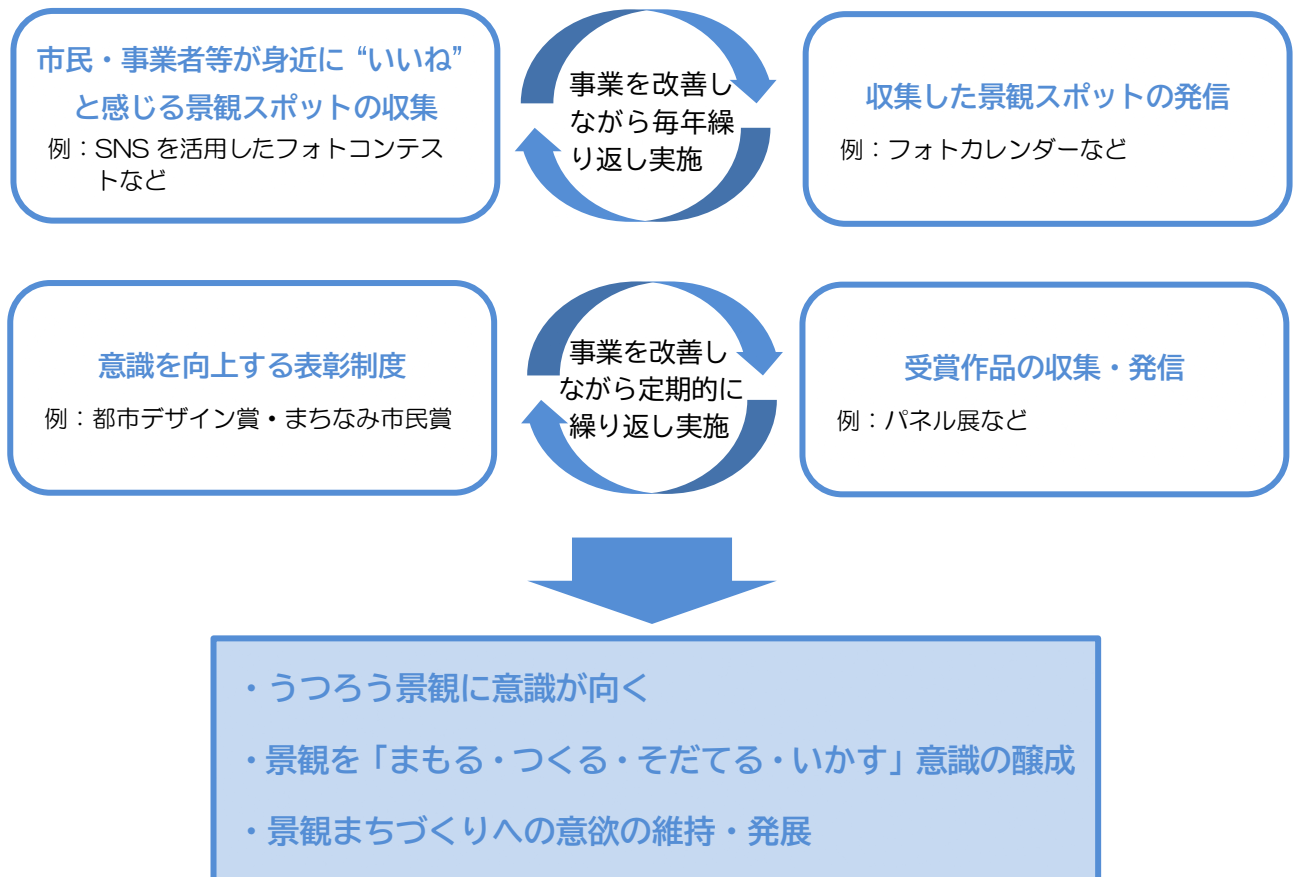 市民・事業者等が身近に“いいね”
と感じる景観スポットの収集
例：SNS を活用したフォトコンテス
トなど
事業を改善し
ながら毎年繰
り返し実施
収集した景観スポットの発信
例：フォトカレンダーなど
意識を向上する表彰制度
例：都市デザイン賞・まちなみ市民賞
事業を改善し
ながら定期的に
繰り返し実施
受賞作品の収集・発信
例：パネル展など
・うつろう景観に意識が向く
・景観を「まもる・つくる・そだてる・いかす」意識の醸成
・景観まちづくりへの意欲の維持・発展